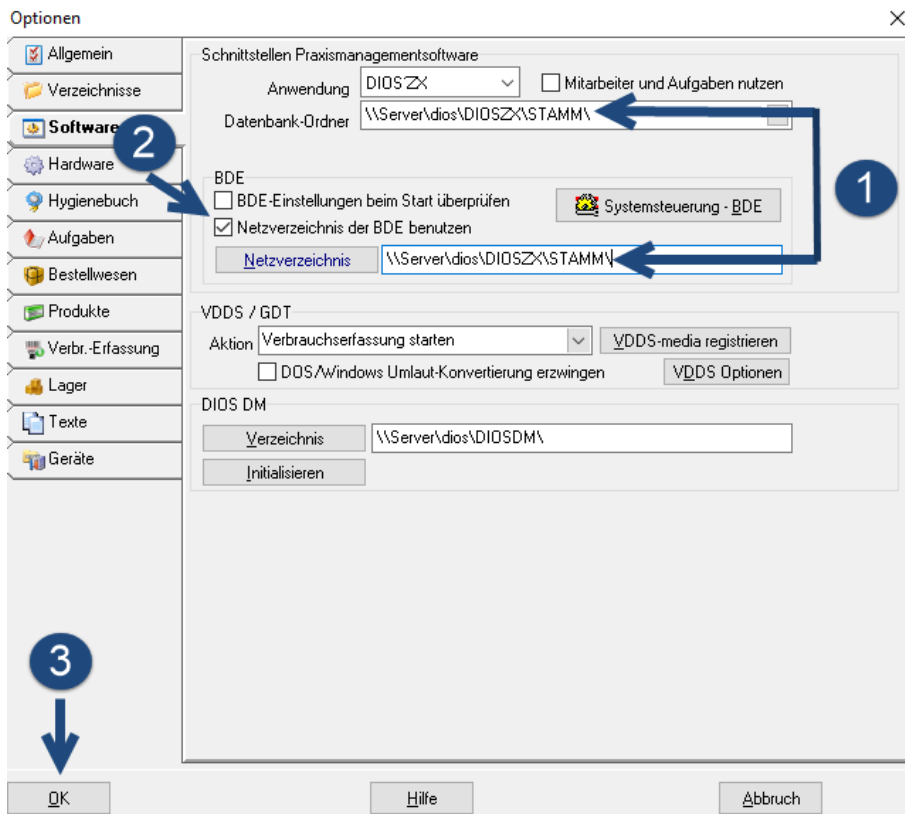 Optionen
Allgemein
Verzeichnisse
Software
Hardware
Hygienebuch
Aufgaben
Bestellwesen
Produkte
Verbr.-Erfassung
Lager
Texte
Geräte
Schnittstellen Praxismanagementsoftware
Anwendung DIOS ZX Mitarbeiter und Aufgaben nutzen
Datenbank-Ordner \\Server\dios\DIOSZX\STAMM\
1
2
BDE
BDE-Einstellungen beim Start überprüfen Systemsteuerung - BDE
Netzverzeichnis der BDE benutzen
Netzverzeichnis \\Server\dios\DIOSZX\STAMM\
VDDS / GDT
Aktion Verbrauchserfassung starten VDDS-media registrieren
DOS/Windows Umlaut-Konvertierung erzwingen VDDS Optionen
DIOS DM
Verzeichnis \\Server\dios\DIOSDM\
Initialisieren
3
OK Hilfe Abbruch